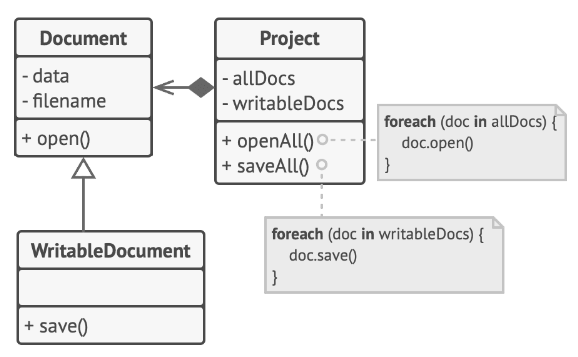 Document
- data
- filename
+ open()
Project
- allDocs
- writableDocs
+ openAll()
+ saveAll()
foreach (doc in allDocs) {
doc.open()
}
foreach (doc in writableDocs) {
doc.save()
}
WritableDocument
+ save()